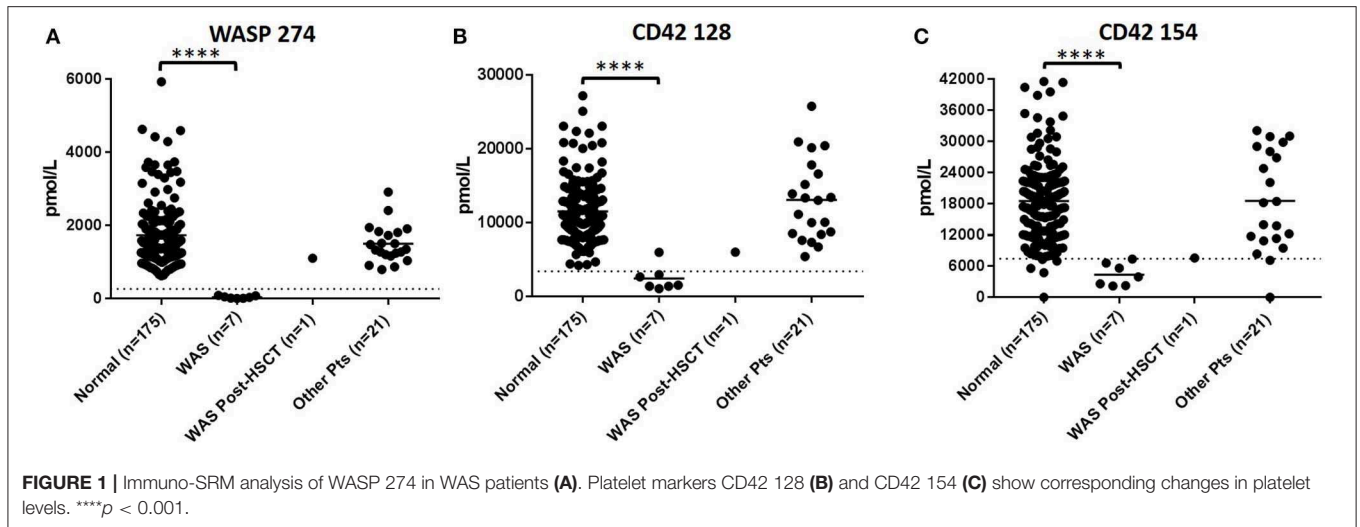 A WASP 274
****
6000
4000
2000
0
pmol/L
Normal (n=175)
WAS (n=7)
WAS Post-HSCT (n=1)
Other Pts (n=21)
B CD42 128
****
30000
20000
10000
0
pmol/L
Normal (n=175)
WAS (n=7)
WAS Post-HSCT (n=1)
Other Pts (n=21)
C CD42 154
****
42000
36000
30000
24000
18000
12000
6000
0
pmol/L
Normal (n=175)
WAS (n=7)
WAS Post-HSCT (n=1)
Other Pts (n=21)
FIGURE 1 | Immuno-SRM analysis of WASP 274 in WAS patients (A). Platelet markers CD42 128 (B) and CD42 154 (C) show corresponding changes in platelet
levels. ****p < 0.001.